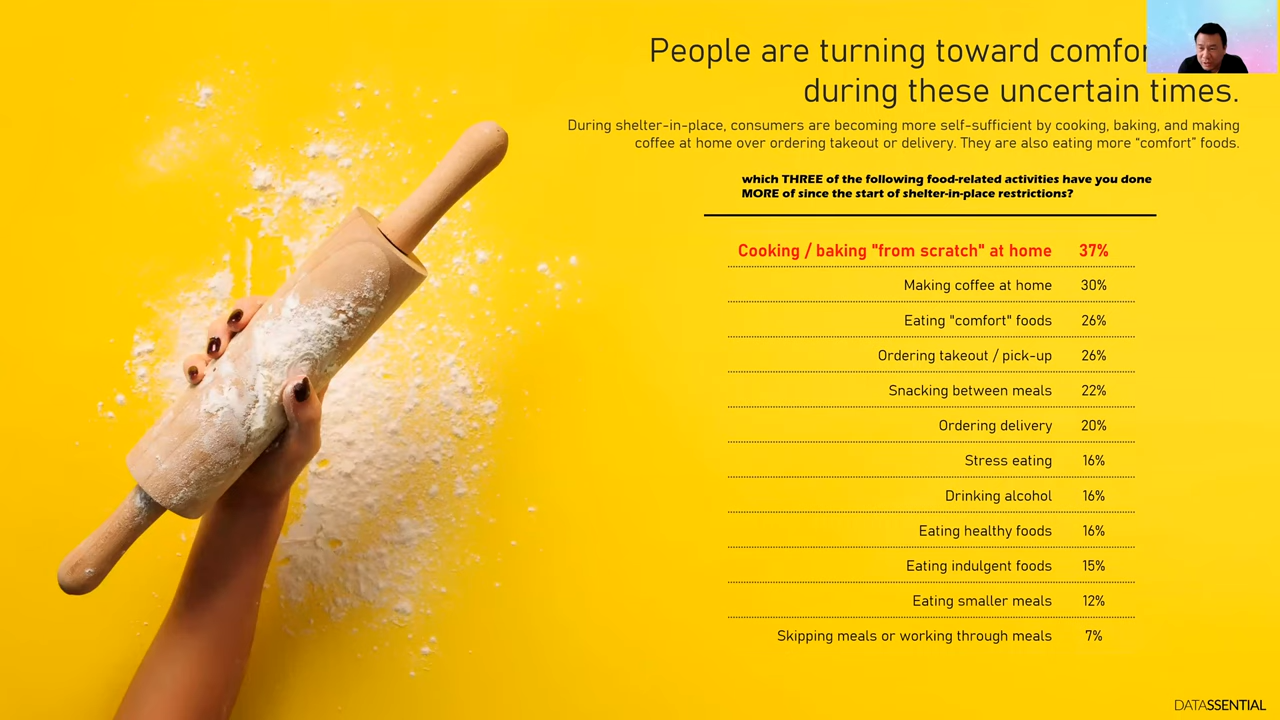 People are turning toward
during these uncertain times.
During shelter-in-place, consumers are becoming more self-sufficient by cooking, baking, and making
coffee at home over ordering takeout or delivery. They are also eating more “comfort” foods.
which THREE of the following food-related activities have you done
MORE of since the start of shelter-in-place restrictions?
Cooking / baking "from scratch" at home 37%
Making coffee at home 30%
Eating "comfort" foods 26%
Ordering takeout / pick-up 26%
Snacking between meals 22%
Ordering delivery 20%
Stress eating 16%
Drinking alcohol 16%
Eating healthy foods 16%
Eating indulgent foods 15%
Eating smaller meals 12%
Skipping meals or working through meals 7%
DATASSENTIAL